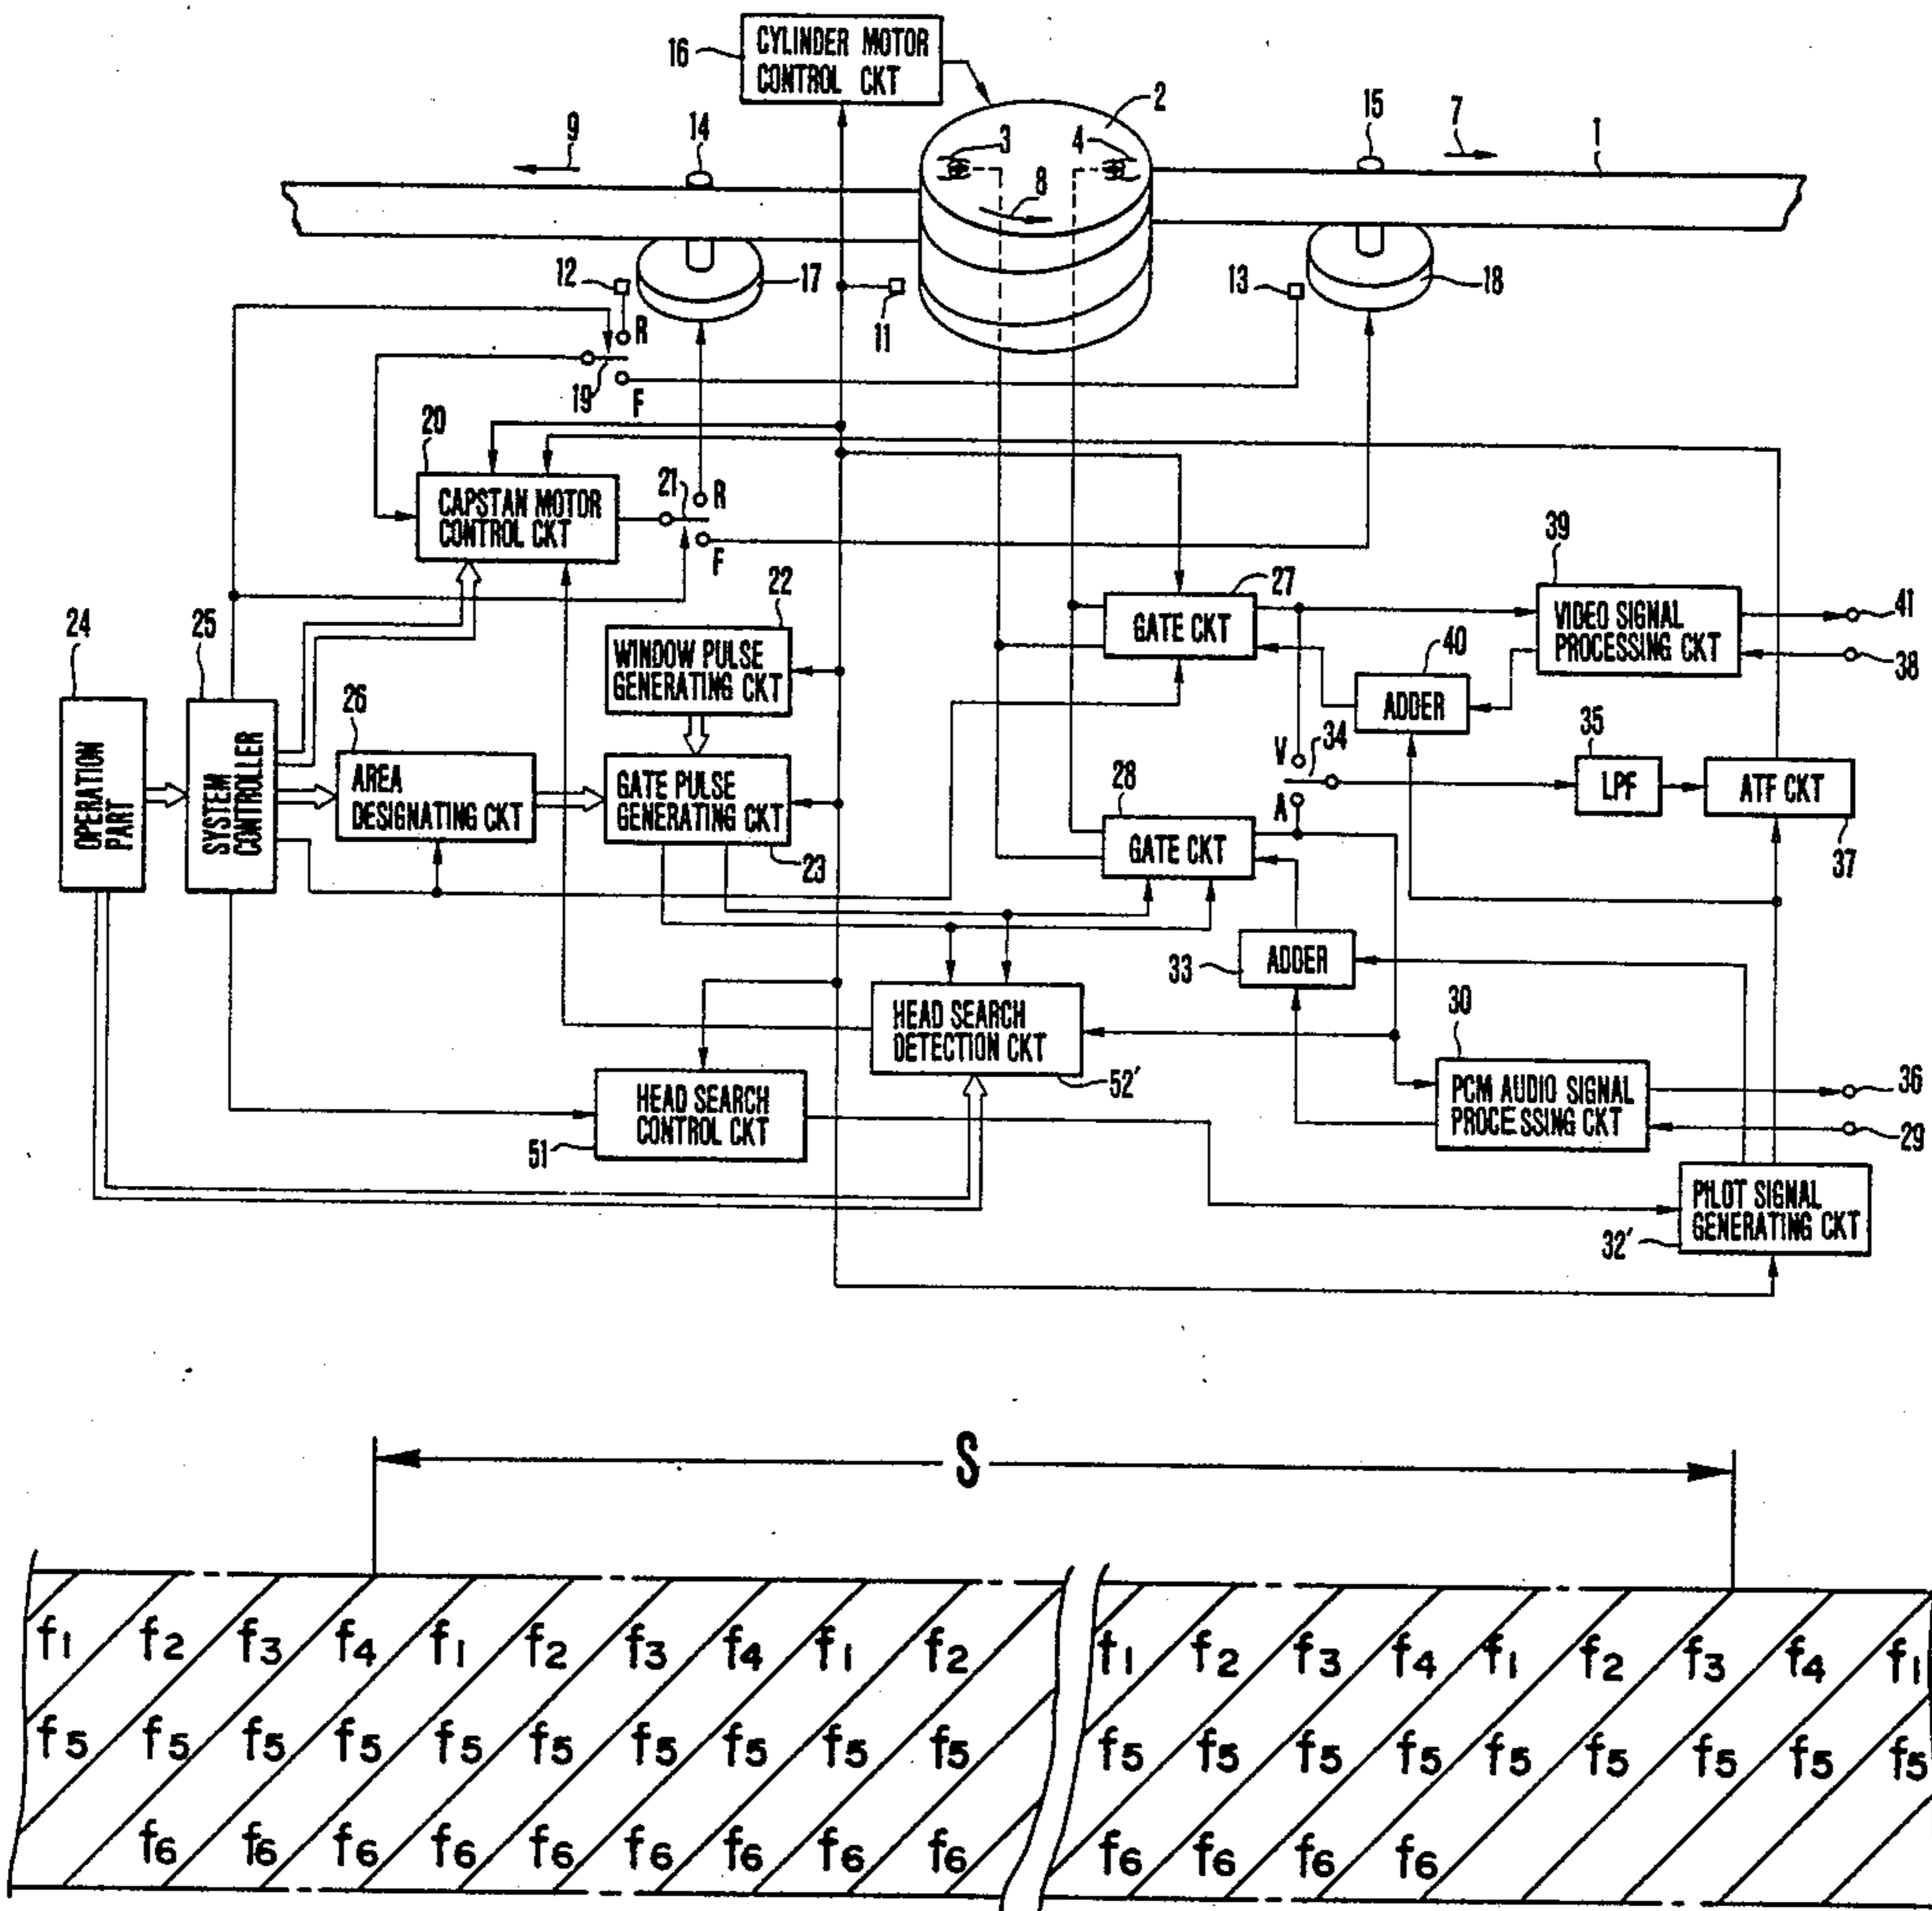 16
CYLINDER MOTOR
CONTROL CKT
2
9
14
3
4
15
7
1
8
12
17
11
13
18
R
19
F
20
CAPSTAN MOTOR
CONTROL CKT
21
R
F
22
WINDOW PULSE
GENERATING CKT
27
GATE CKT
39
VIDEO SIGNAL
PROCESSING CKT
41
38
40
ADDER
24
OPERATION
PART
25
SYSTEM
CONTROLLER
26
AREA
DESIGNATING CKT
GATE PULSE
GENERATING CKT
23
V
34
A
35
LPF
ATF CKT
37
28
GATE CKT
33
ADDER
HEAD SEARCH
DETECTION CKT
52'
30
PCM AUDIO SIGNAL
PROCESSING CKT
36
29
HEAD SEARCH
CONTROL CKT
51
PILOT SIGNAL
GENERATING CKT
32'
S
f1 f2 f3 f4 f1 f2 f3 f4 f1 f2 f1 f2 f3 f4 f1 f2 f3 f4 f1
f5 f5 f5 f5 f5 f5 f5 f5 f5 f5 f5 f5 f5 f5 f5 f5 f5 f5 f5
f6 f6 f6 f6 f6 f6 f6 f6 f6 f6 f6 f6 f6